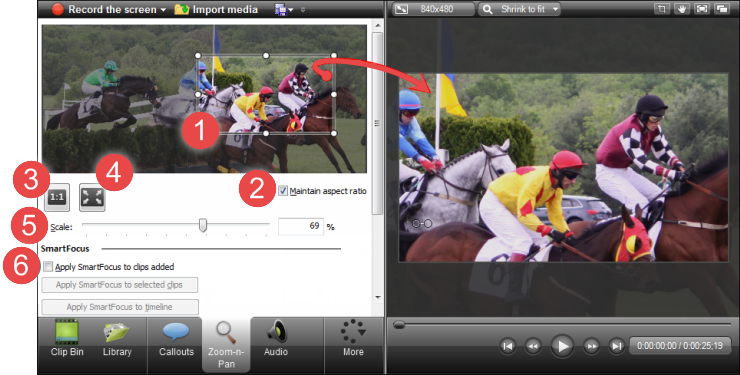 Record the screen
Import media
840x480
Shrink to fit
1
2
Maintain aspect ratio
3
4
1:1
5
Scale:
69 %
SmartFocus
6
Apply SmartFocus to clips added
Apply SmartFocus to selected clips
Apply SmartFocus to timeline
Clip Bin
Library
Callouts
Zoom-n-
Pan
Audio
More
0:00:00;00 / 0:00:25;19